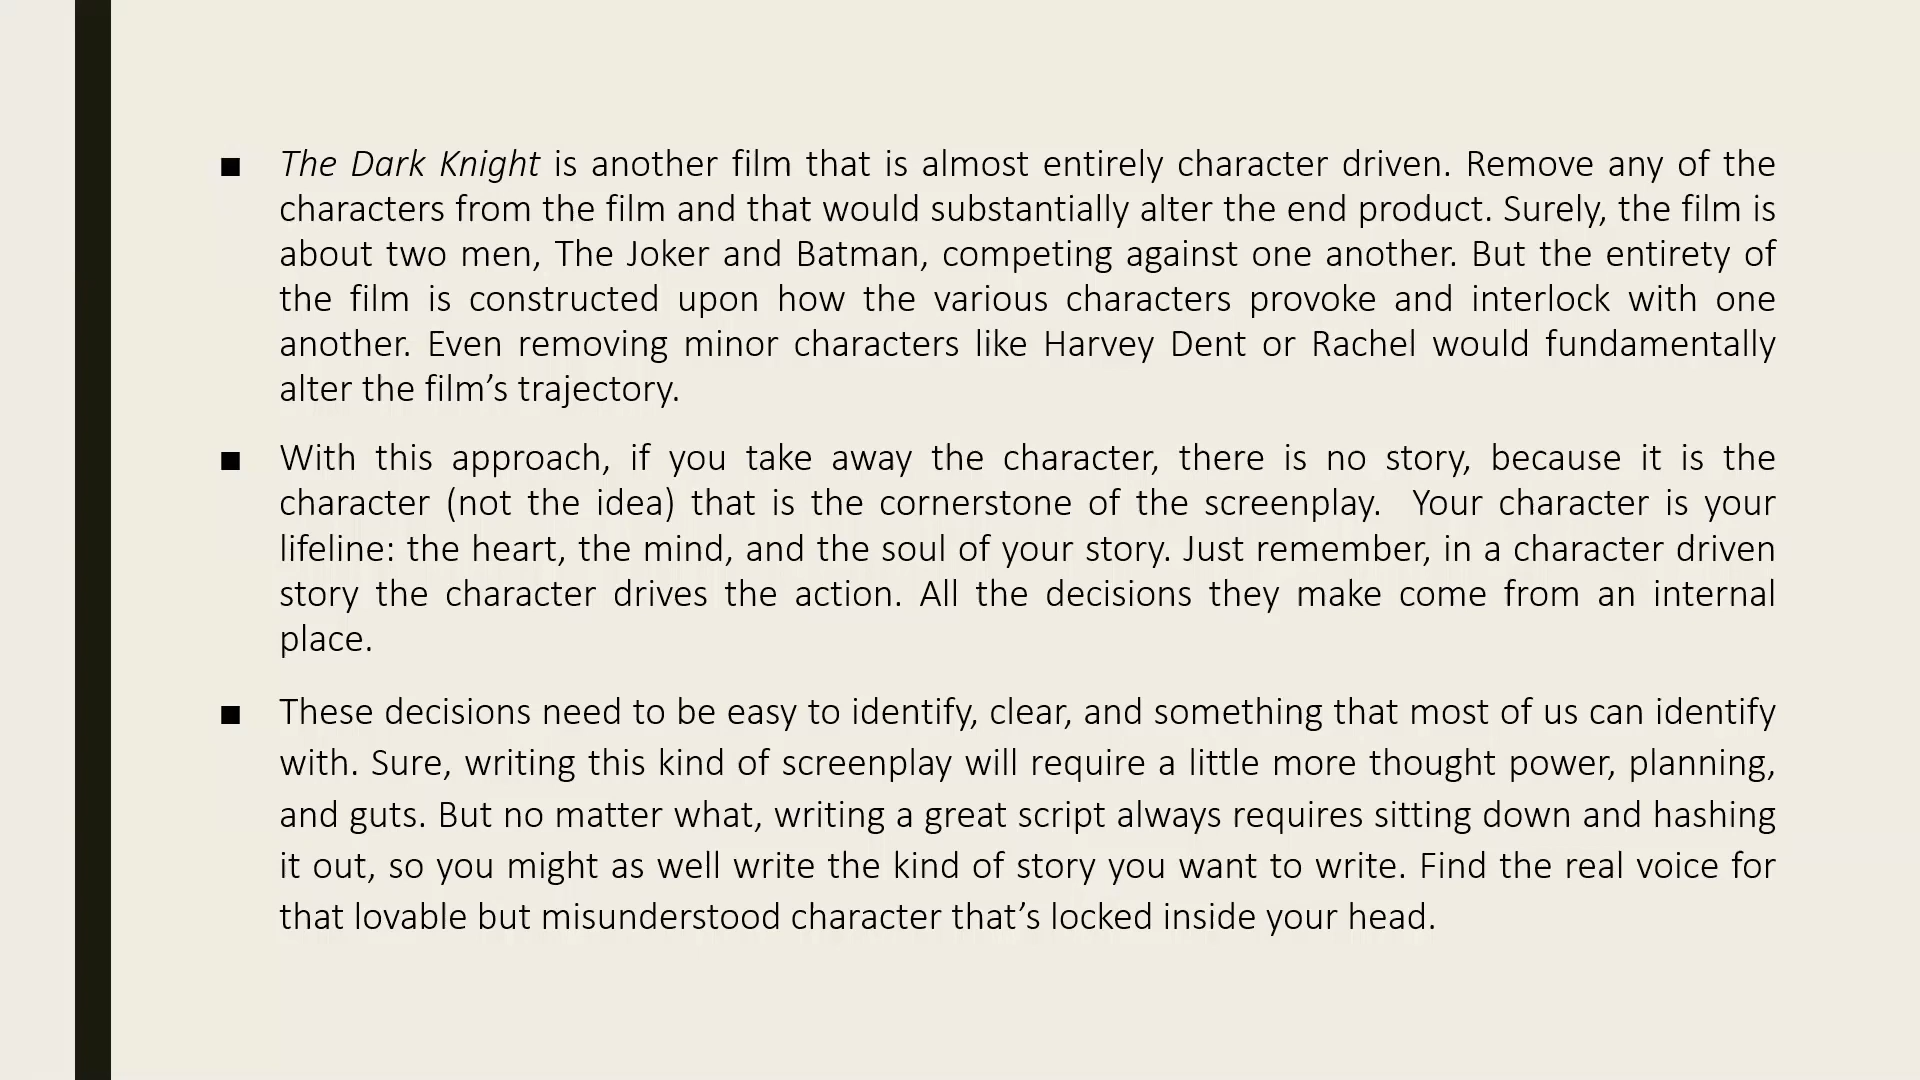 ■ The Dark Knight is another film that is almost entirely character driven. Remove any of the
characters from the film and that would substantially alter the end product. Surely, the film is
about two men, The Joker and Batman, competing against one another. But the entirety of
the film is constructed upon how the various characters provoke and interlock with one
another. Even removing minor characters like Harvey Dent or Rachel would fundamentally
alter the film’s trajectory.
■ With this approach, if you take away the character, there is no story, because it is the
character (not the idea) that is the cornerstone of the screenplay.  Your character is your
lifeline: the heart, the mind, and the soul of your story. Just remember, in a character driven
story the character drives the action. All the decisions they make come from an internal
place.
■ These decisions need to be easy to identify, clear, and something that most of us can identify
with. Sure, writing this kind of screenplay will require a little more thought power, planning,
and guts. But no matter what, writing a great script always requires sitting down and hashing
it out, so you might as well write the kind of story you want to write. Find the real voice for
that lovable but misunderstood character that’s locked inside your head.